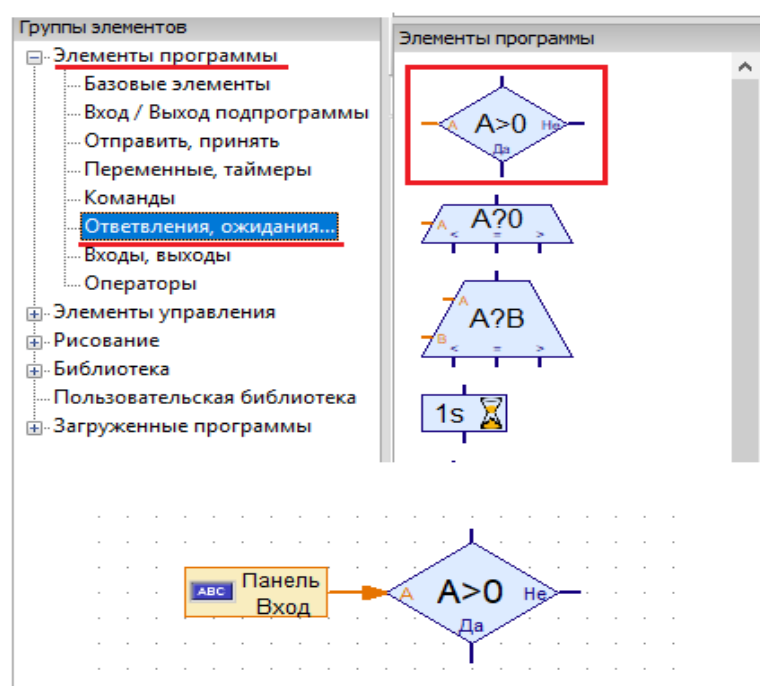 Группы элементов
Элементы программы
Базовые элементы
Вход / Выход подпрограммы
Отправить, принять
Переменные, таймеры
Команды
Ответвления, ожидания...
Входы, выходы
Операторы
Элементы управления
Рисование
Библиотека
Пользовательская библиотека
Загруженные программы
Элементы программы
A A>0 Не
Да
A A?0
< = >
A
A?B
B
< = >
1s
ABC Панель
Вход
A A>0 Не
Да